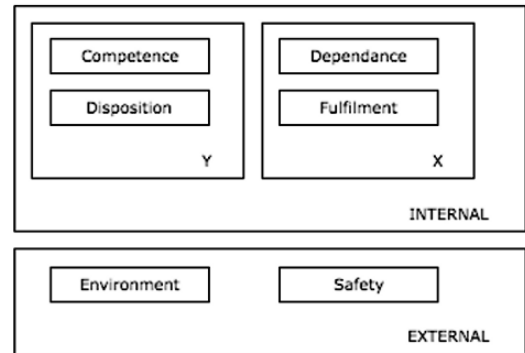 Competence
Dependance
Disposition
Fulfilment
Y
X
INTERNAL
Environment
Safety
EXTERNAL